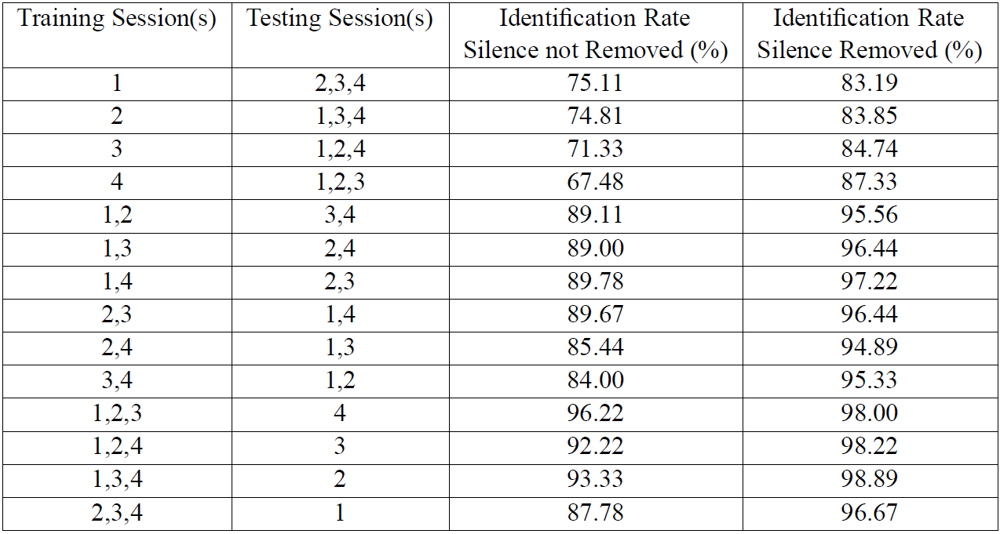 Training Session(s) Testing Session(s) Identification Rate Identification Rate
Silence not Removed (%) Silence Removed (%)
1 2,3,4 75.11 83.19
2 1,3,4 74.81 83.85
3 1,2,4 71.33 84.74
4 1,2,3 67.48 87.33
1,2 3,4 89.11 95.56
1,3 2,4 89.00 96.44
1,4 2,3 89.78 97.22
2,3 1,4 89.67 96.44
2,4 1,3 85.44 94.89
3,4 1,2 84.00 95.33
1,2,3 4 96.22 98.00
1,2,4 3 92.22 98.22
1,3,4 2 93.33 98.89
2,3,4 1 87.78 96.67